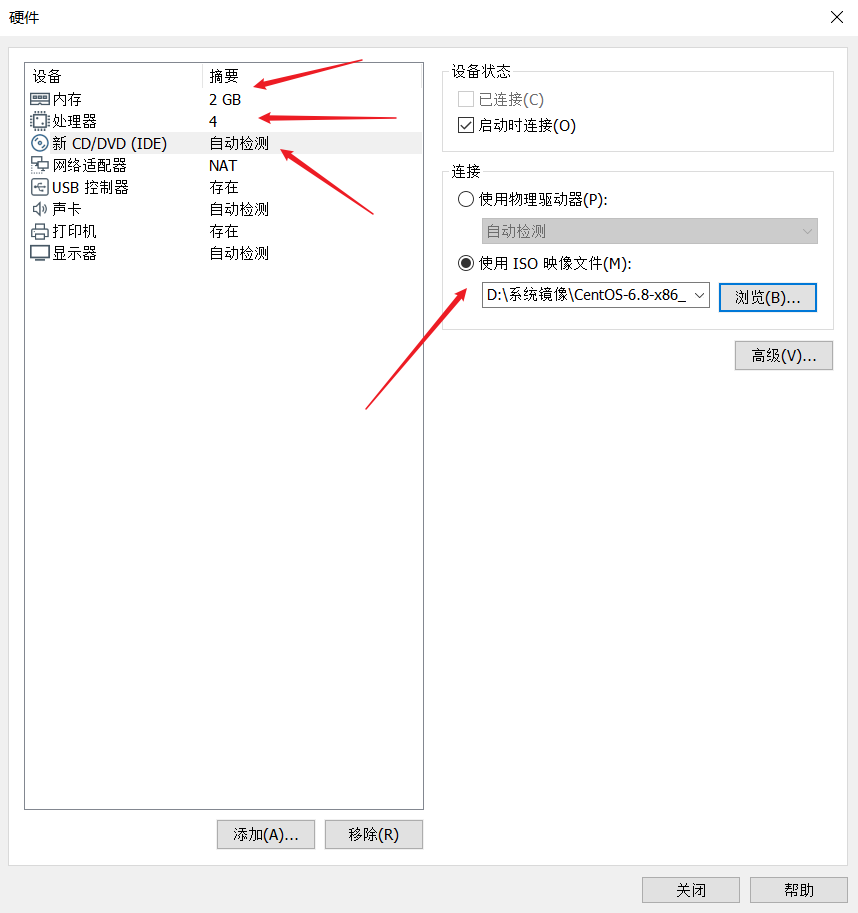 硬件
设备 摘要
内存 2 GB
处理器 4
新 CD/DVD (IDE) 自动检测
网络适配器 NAT
USB 控制器 存在
声卡 自动检测
打印机 存在
显示器 自动检测
添加(A)... 移除(R)
设备状态
已连接(C)
启动时连接(O)
连接
使用物理驱动器(P):
自动检测
使用 ISO 映像文件(M):
D:\系统镜像\CentOS-6.8-x86_ 浏览(B)...
高级(V)...
关闭 帮助